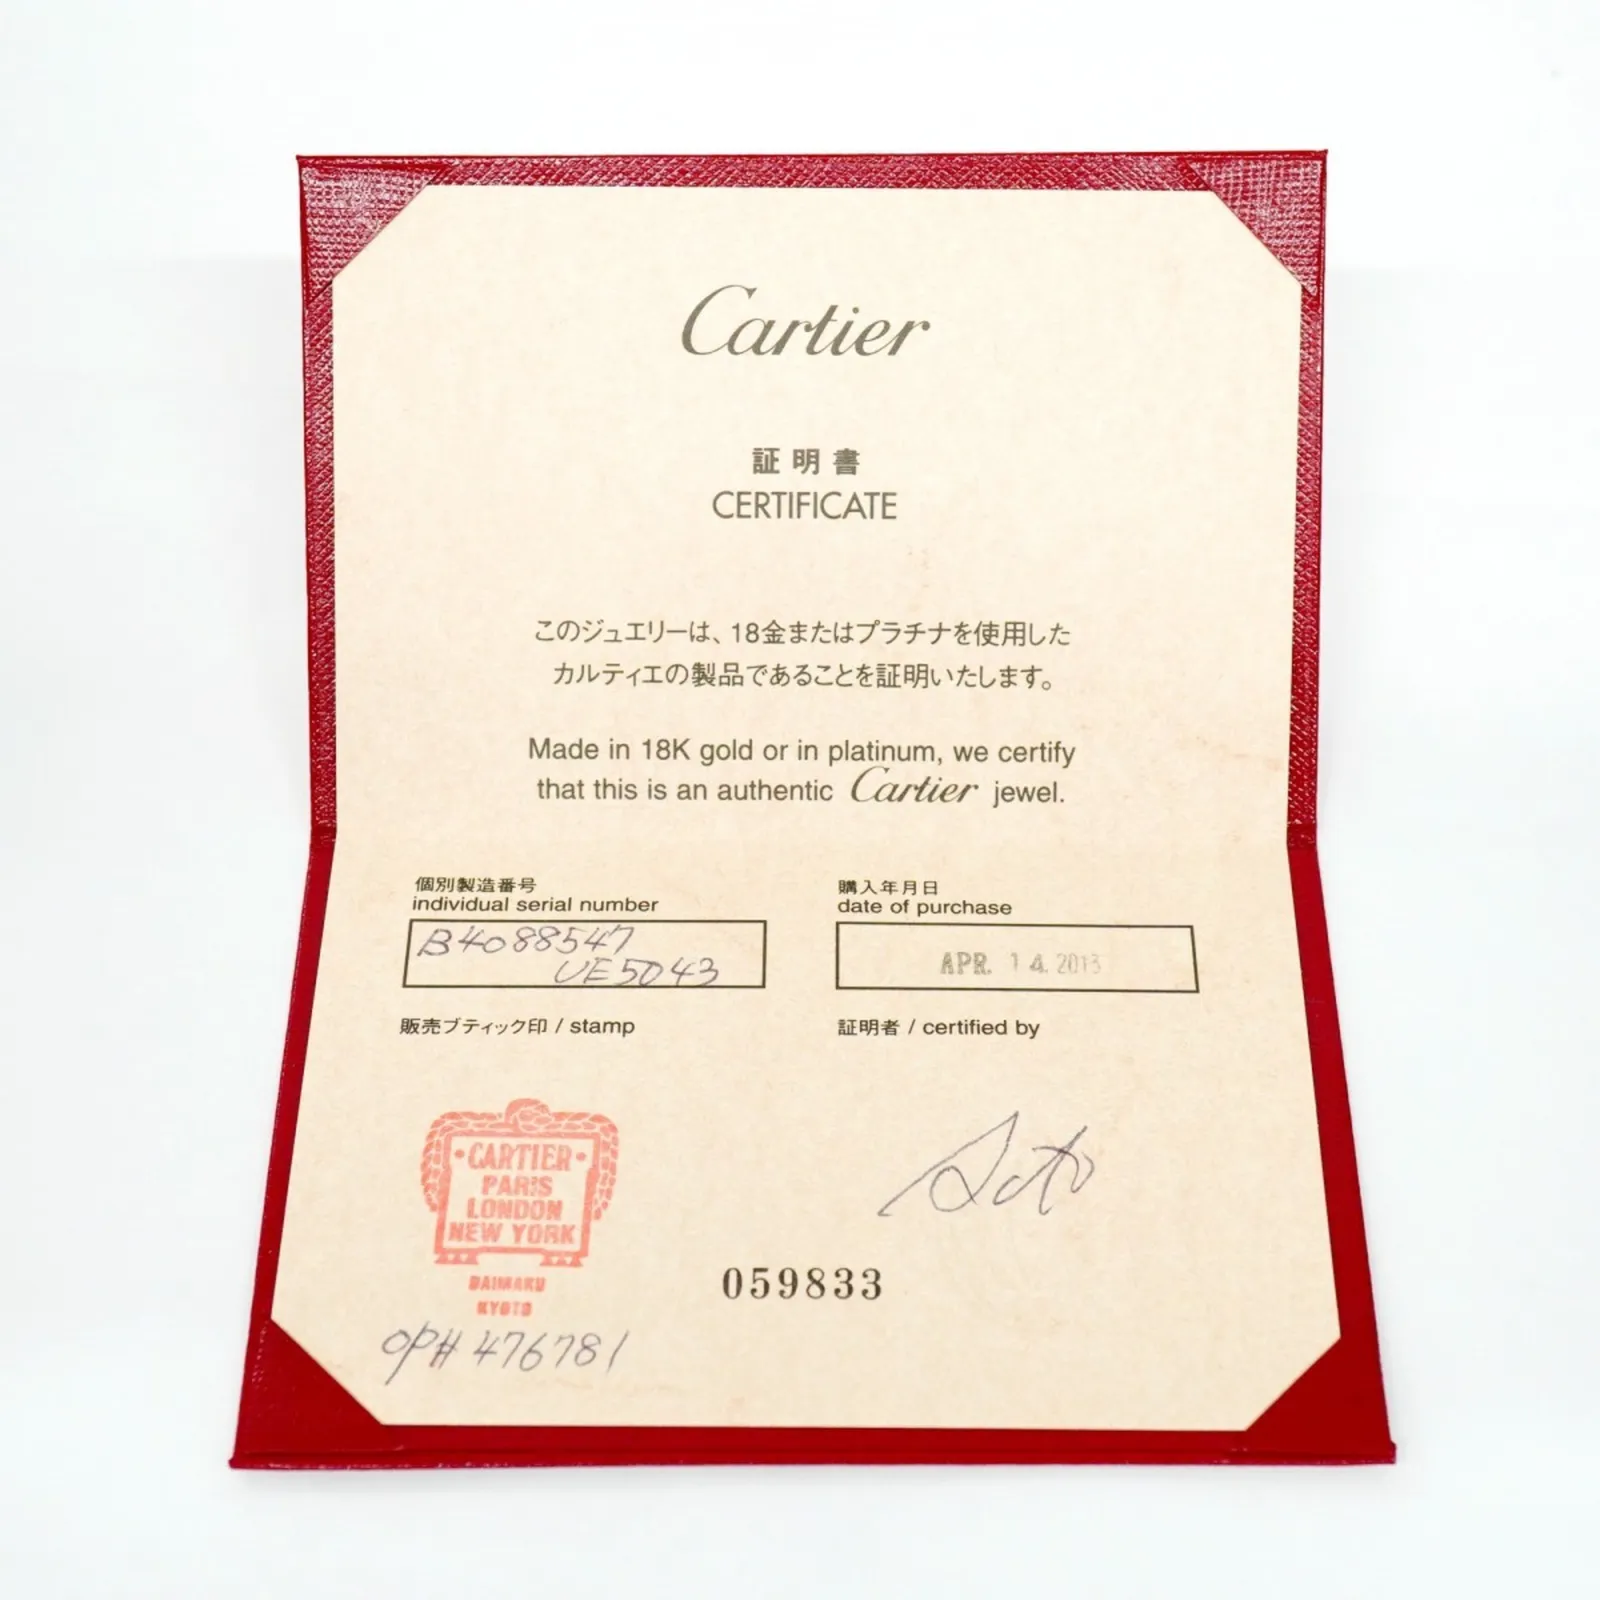 Cartier
証明書
CERTIFICATE
このジュエリーは、18金またはプラチナを使用した
カルティエの製品であることを証明いたします。
Made in 18K gold or in platinum, we certify
that this is an authentic Cartier jewel.
個別製造番号
individual serial number
B4088547
UE5043
購入年月日
date of purchase
APR. 14. 2013
販売ブティック印 / stamp
証明者 / certified by
·CARTIER·
PARIS
LONDON
NEW YORK
DAIMARU
KYOTO
Sato
059833
OP# 476781